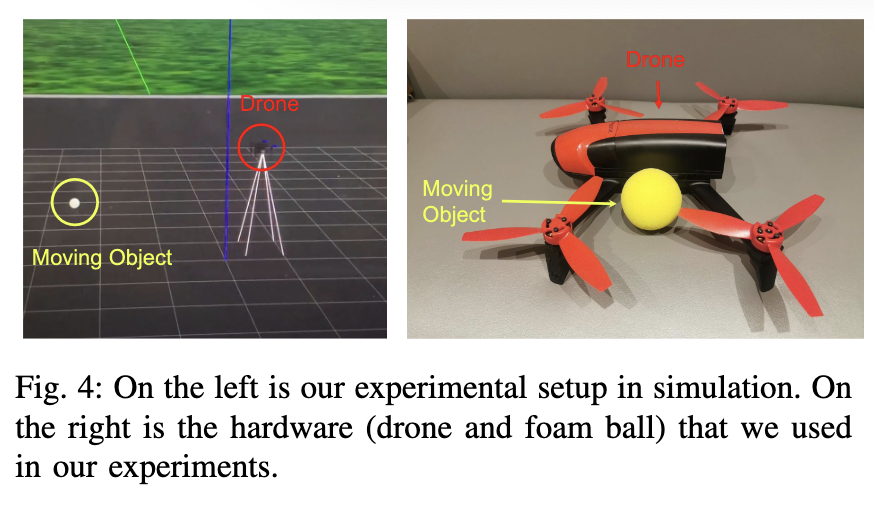 Drone
Moving Object
Drone
Moving
Object
Fig. 4: On the left is our experimental setup in simulation. On
the right is the hardware (drone and foam ball) that we used
in our experiments.